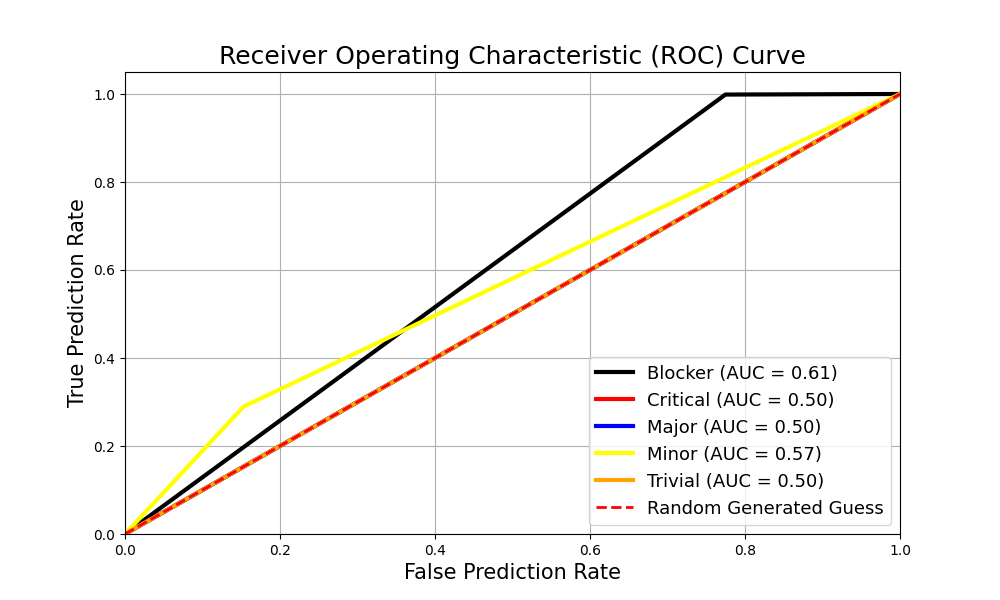 Receiver Operating Characteristic (ROC) Curve
True Prediction Rate
1.0
0.8
0.6
0.4
0.2
0.0
Blocker (AUC = 0.61)
Critical (AUC = 0.50)
Major (AUC = 0.50)
Minor (AUC = 0.57)
Trivial (AUC = 0.50)
Random Generated Guess
0.0 0.2 0.4 0.6 0.8 1.0
False Prediction Rate